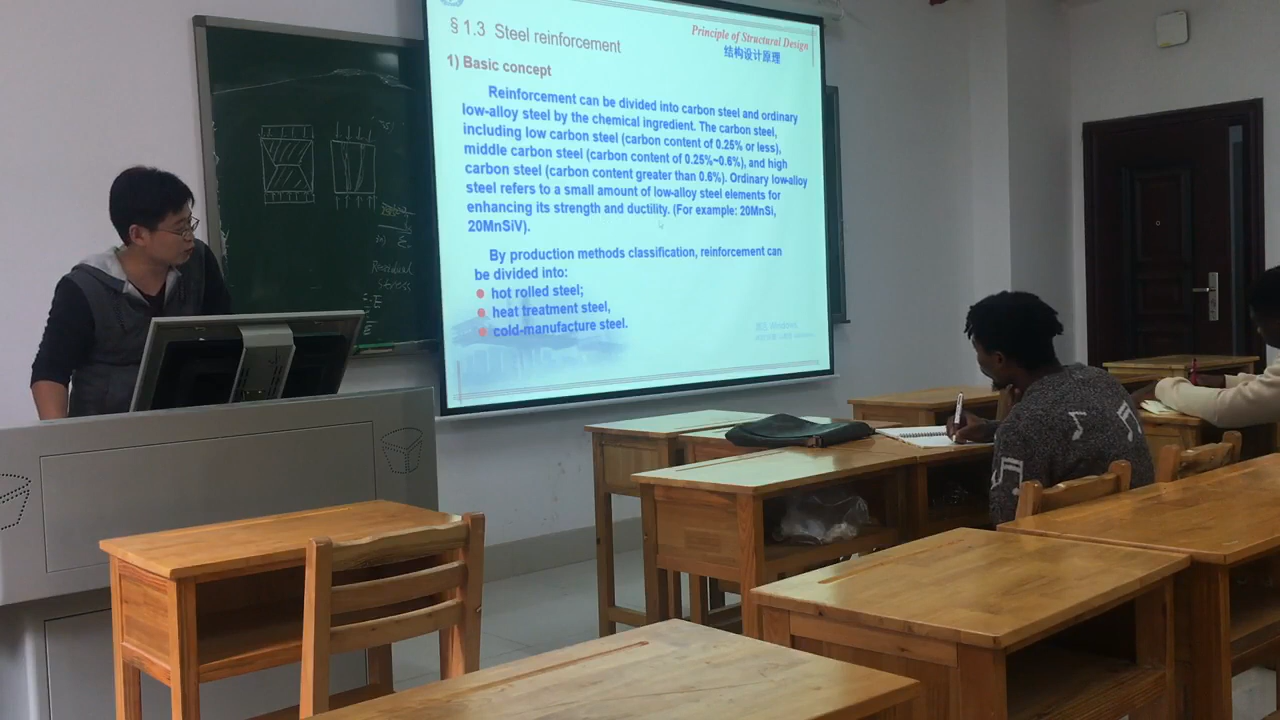 § 1.3 Steel reinforcement
Principle of Structural Design
结构设计原理
1) Basic concept
Reinforcement can be divided into carbon steel and ordinary
low-alloy steel by the chemical ingredient. The carbon steel,
including low carbon steel (carbon content of 0.25% or less),
middle carbon steel (carbon content of 0.25%~0.6%), and high
carbon steel (carbon content greater than 0.6%). Ordinary low-alloy
steel refers to a small amount of low-alloy steel elements for
enhancing its strength and ductility. (For example: 20MnSi,
20MnSiV).
By production methods classification, reinforcement can
be divided into:
hot rolled steel;
heat treatment steel,
cold-manufacture steel.
激活 Windows
Residual
stress